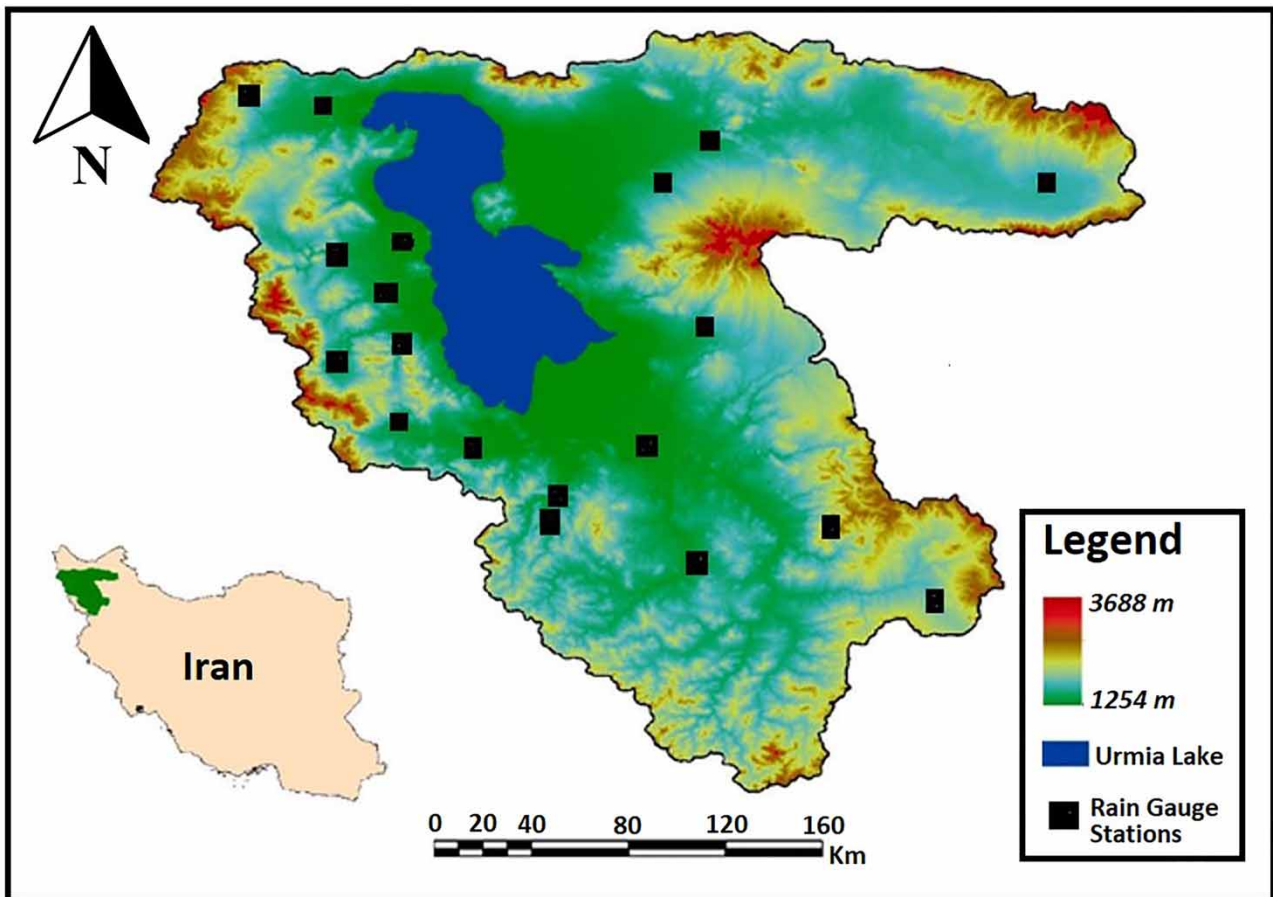 N
Iran
0 20 40 80 120 160
Km
Legend
3688 m
1254 m
Urmia Lake
Rain Gauge
Stations